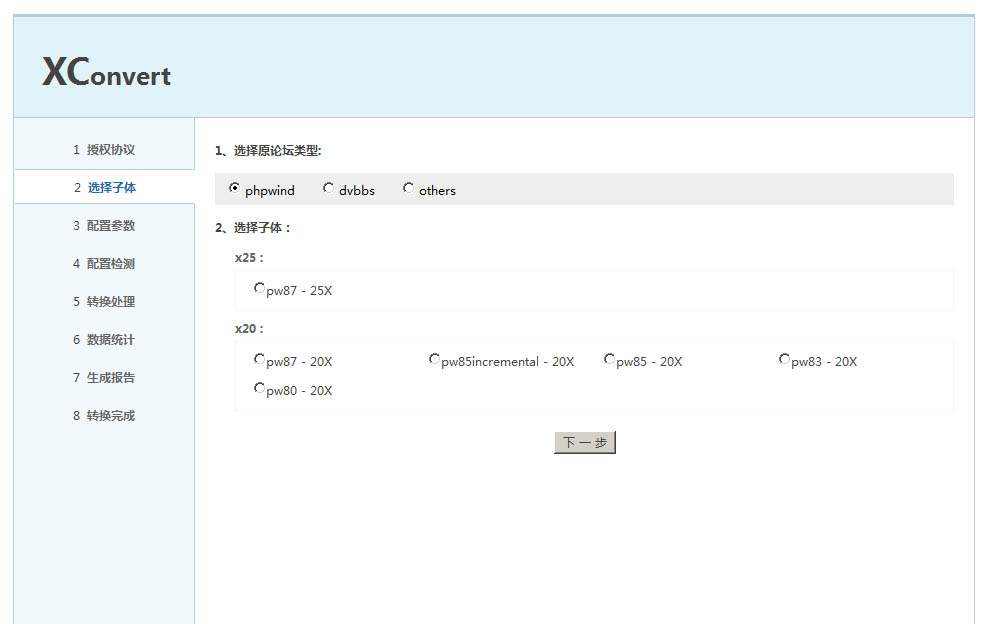 XConvert
1 授权协议
2 选择子体
3 配置参数
4 配置检测
5 转换处理
6 数据统计
7 生成报告
8 转换完成
1、选择原论坛类型:
phpwind dvbbs others
2、选择子体：
x25：
pw87 - 25X
x20：
pw87 - 20X pw85incremental - 20X pw85 - 20X pw83 - 20X
pw80 - 20X
下一步